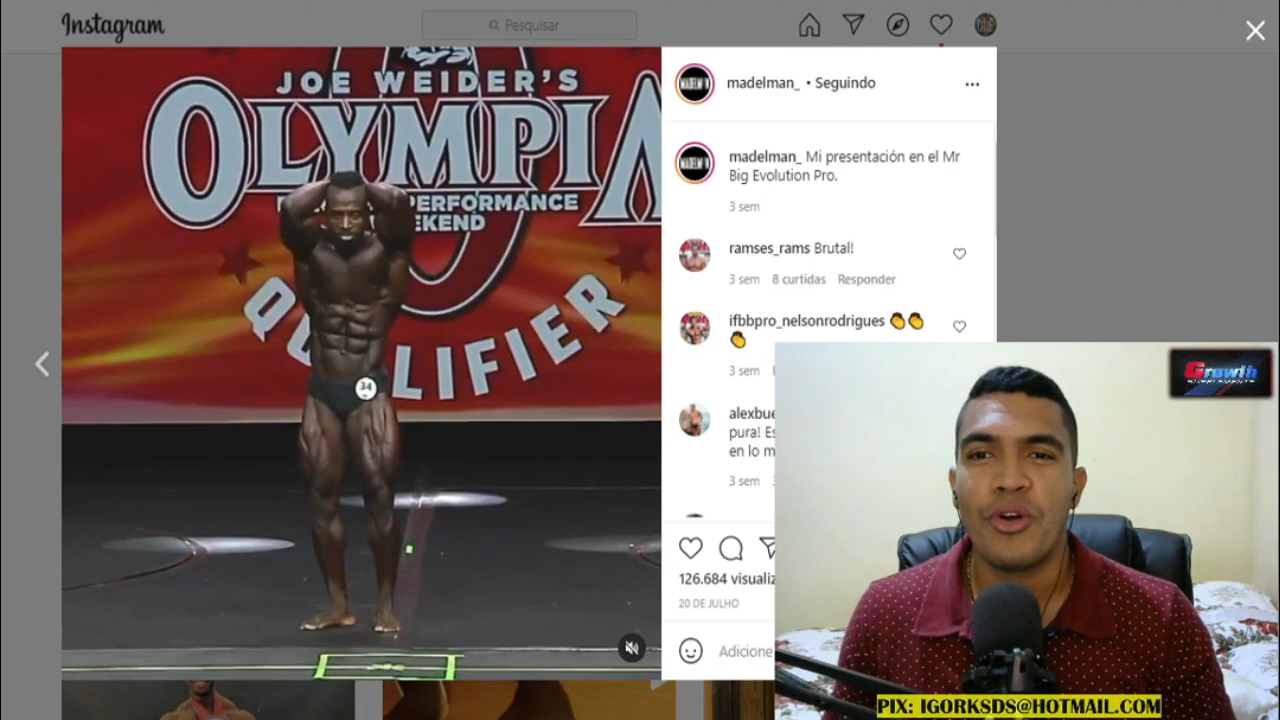 Instagram
Pesquisar
JOE WEIDER'S
OLYMPIA
PERFORMANCE
EKEND
QUALIFIER
34
madelman_ • Seguindo
madelman_ Mi presentación en el Mr
Big Evolution Pro.
3 sem
ramses_rams Brutal!
3 sem 8 curtidas Responder
ifbbpro_nelsonrodrigues 👏👏
👏
3 sem
alexbue
pura! Es
en lo m
3 sem
126.684 visualiz
20 DE JULHO
Adicione
Growth
PIX: IGORKSDS@HOTMAIL.COM